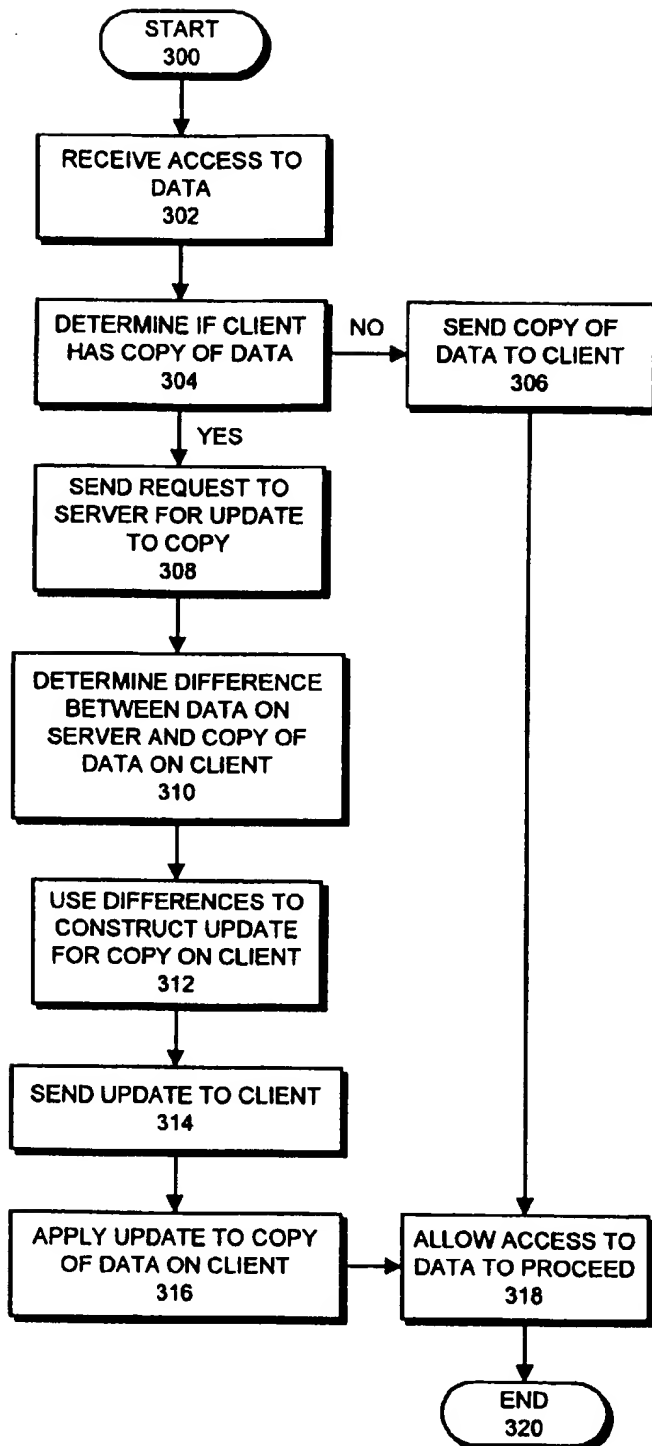 START
300
RECEIVE ACCESS TO
DATA
302
DETERMINE IF CLIENT
HAS COPY OF DATA
304
NO
SEND COPY OF
DATA TO CLIENT
306
YES
SEND REQUEST TO
SERVER FOR UPDATE
TO COPY
308
DETERMINE DIFFERENCE
BETWEEN DATA ON
SERVER AND COPY OF
DATA ON CLIENT
310
USE DIFFERENCES TO
CONSTRUCT UPDATE
FOR COPY ON CLIENT
312
SEND UPDATE TO CLIENT
314
APPLY UPDATE TO COPY
OF DATA ON CLIENT
316
ALLOW ACCESS TO
DATA TO PROCEED
318
END
320